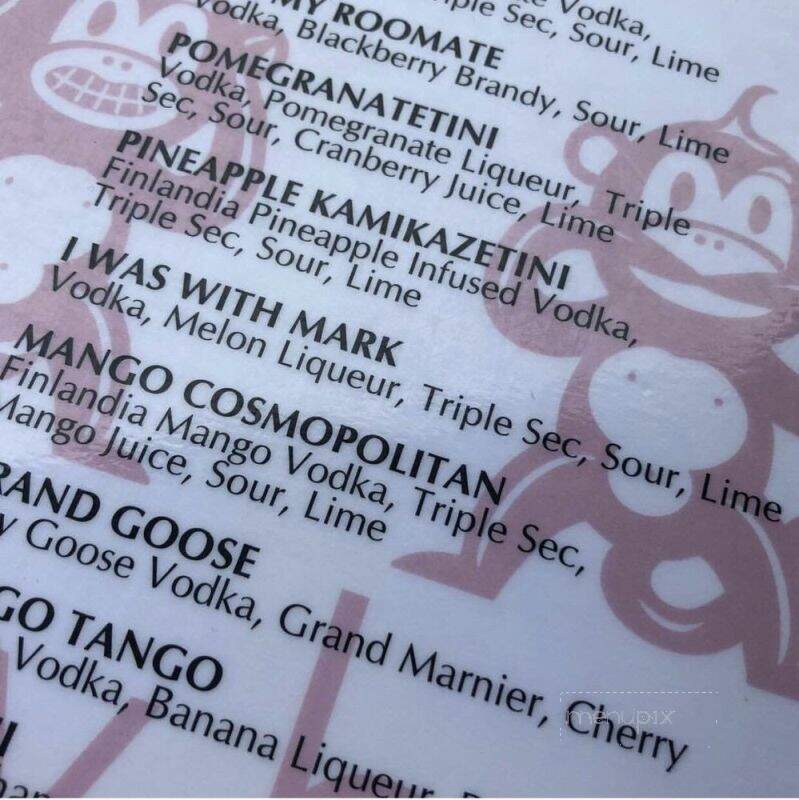 Vodka,
Triple Sec, Sour, Lime
MY ROOMATE
Vodka, Blackberry Brandy, Sour, Lime
POMEGRANATETINI
Vodka, Pomegranate Liqueur, Triple
Sec, Sour, Cranberry Juice, Lime
PINEAPPLE KAMIKAZETINI
Finlandia Pineapple Infused Vodka,
Triple Sec, Sour, Lime
I WAS WITH MARK
Vodka, Melon Liqueur, Triple Sec, Sour, Lime
MANGO COSMOPOLITAN
Finlandia Mango Vodka, Triple Sec,
Mango Juice, Sour, Lime
RAND GOOSE
y Goose Vodka, Grand Marnier, Cherry
GO TANGO
Vodka, Banana Liqueur,
menupix